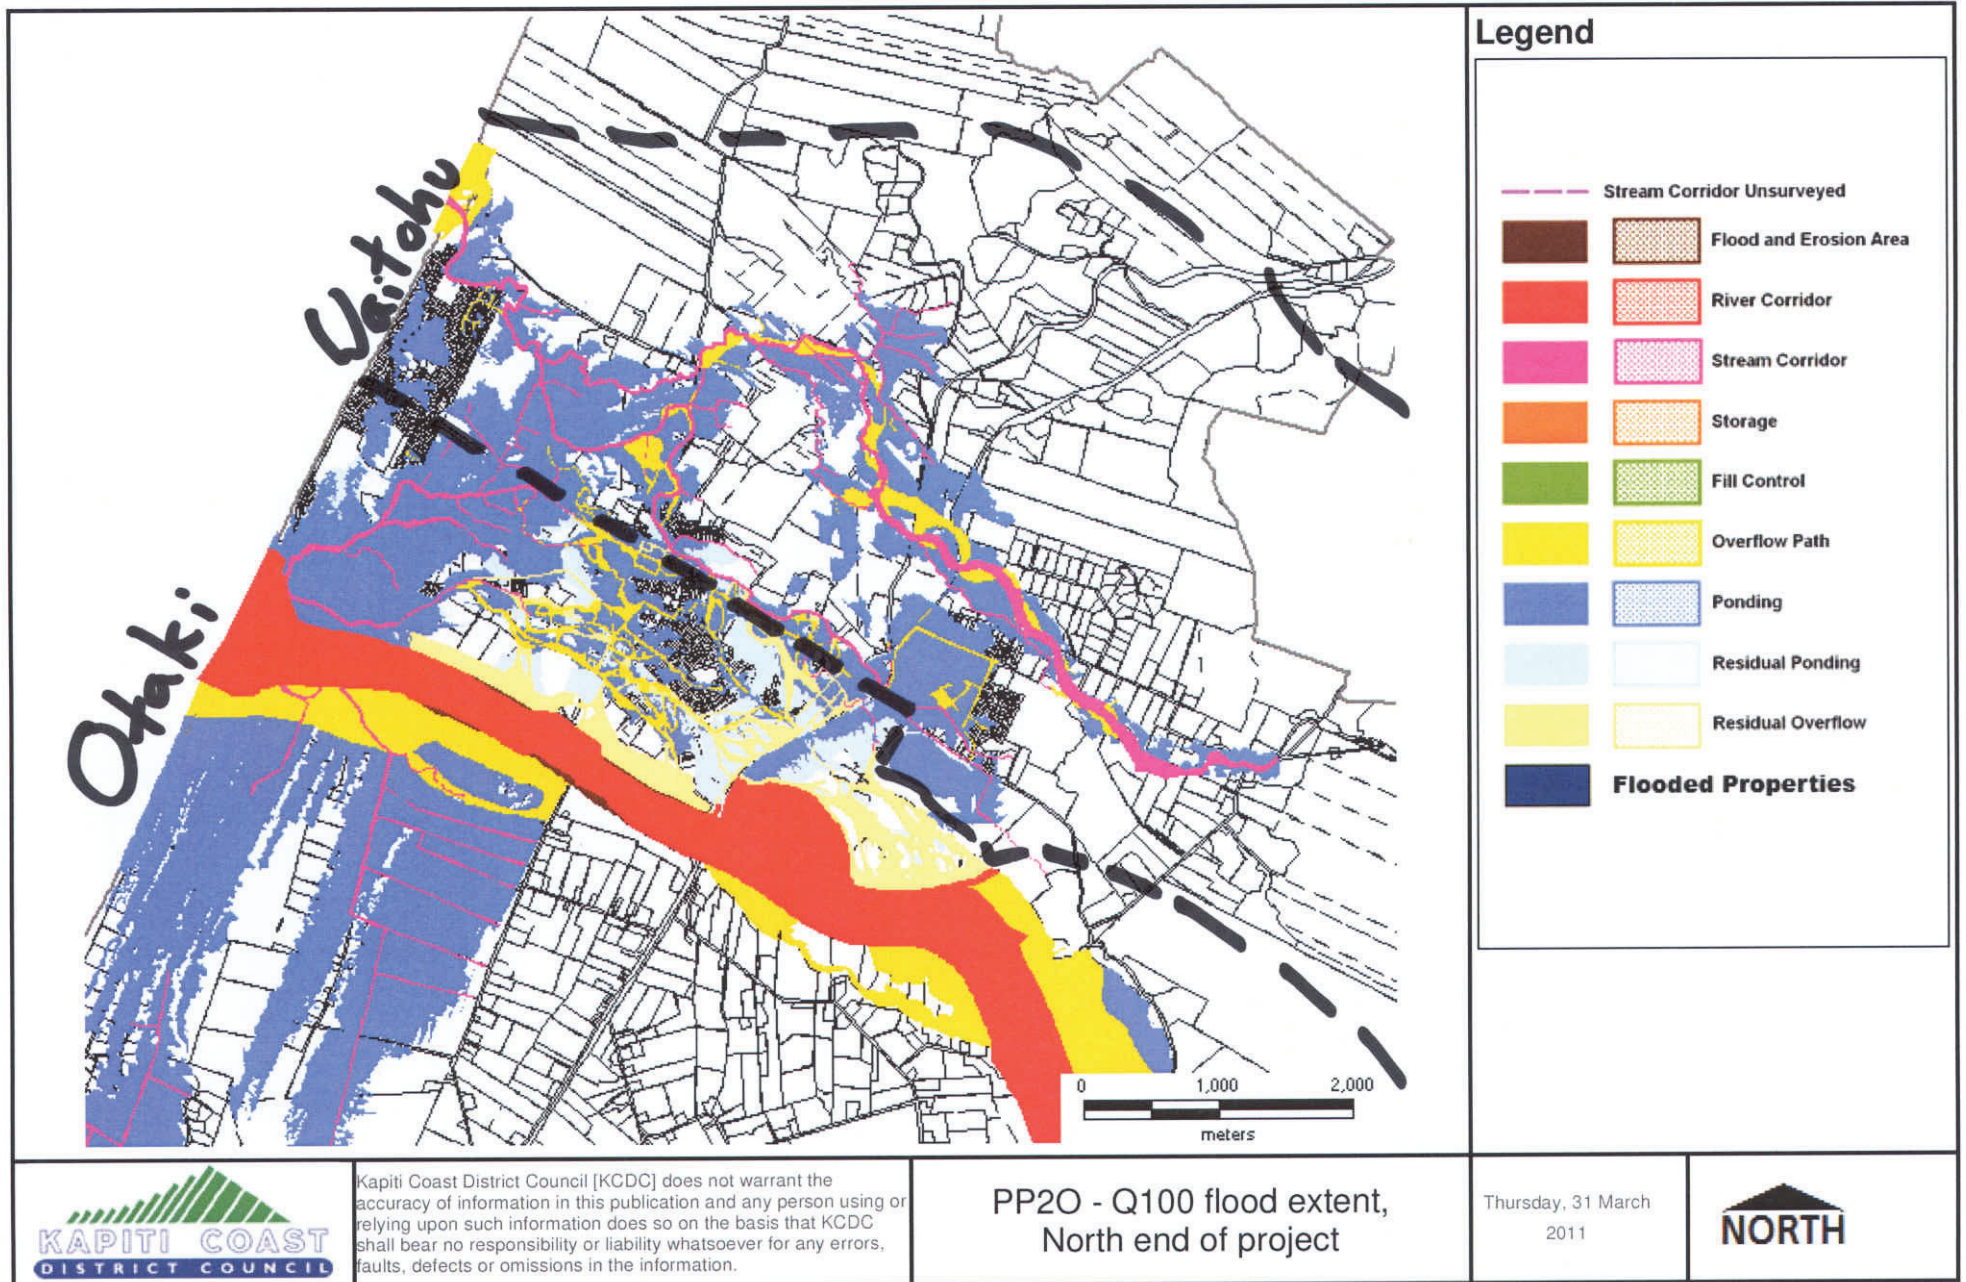 Waitohu
Otaki
0 1,000 2,000
meters
Legend
Stream Corridor Unsurveyed
Flood and Erosion Area
River Corridor
Stream Corridor
Storage
Fill Control
Overflow Path
Ponding
Residual Ponding
Residual Overflow
Flooded Properties
KAPITI COAST
DISTRICT COUNCIL
Kapiti Coast District Council [KCDC] does not warrant the
accuracy of information in this publication and any person using or
relying upon such information does so on the basis that KCDC
shall bear no responsibility or liability whatsoever for any errors,
faults, defects or omissions in the information.
PP2O - Q100 flood extent,
North end of project
Thursday, 31 March
2011
NORTH